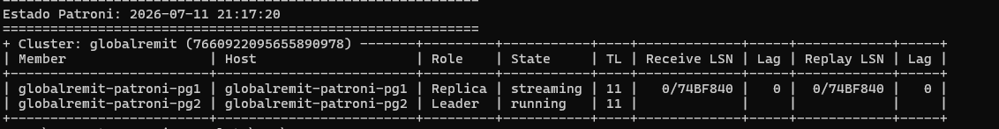 Estado Patroni: 2026-07-11 21:17:20
============================================================
+ Cluster: globalremit (7660922095655890978) -------+---------+-----------+----+-------------+-----+------------+-----+
| Member                 | Host                    | Role    | State     | TL | Receive LSN | Lag | Replay LSN | Lag |
+------------------------+-------------------------+---------+-----------+----+-------------+-----+------------+-----+
| globalremit-patroni-pg1 | globalremit-patroni-pg1 | Replica | streaming | 11 |   0/74BF840 |   0 |  0/74BF840 |   0 |
| globalremit-patroni-pg2 | globalremit-patroni-pg2 | Leader  | running   | 11 |             |     |            |     |
+------------------------+-------------------------+---------+-----------+----+-------------+-----+------------+-----+